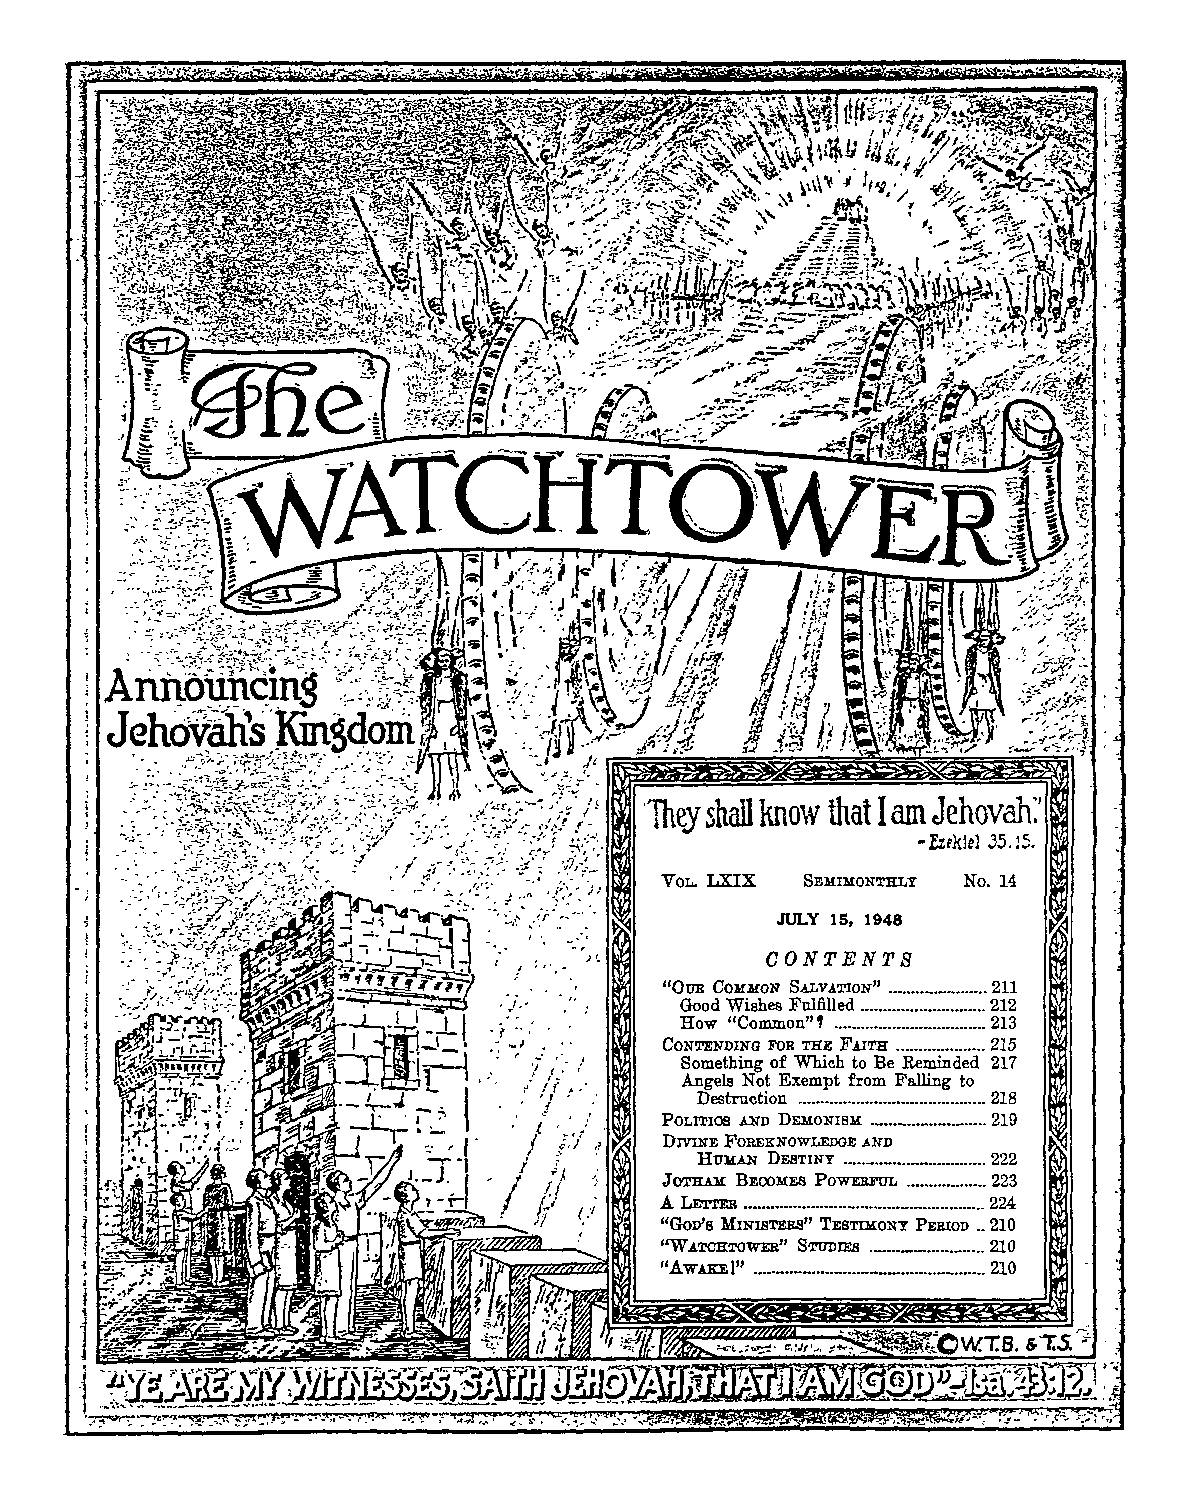 The
WATCHTOWER
Announcing
Jehovah's Kingdom
"They shall know that I am Jehovah."
-Ezekiel 35:15.
VOL. LXIX SEMIMONTHLY No. 14
JULY 15, 1948
CONTENTS
"OUR COMMON SALVATION" .................... 211
Good Wishes Fulfilled ......................... 212
How "Common"? .............................. 213
CONTENDING FOR THE FAITH .................. 215
Something of Which to Be Reminded 217
Angels Not Exempt from Falling to
Destruction ..................................... 218
POLITICS AND DEMONISM ....................... 219
DIVINE FOREKNOWLEDGE AND
HUMAN DESTINY ............................. 222
JOTHAM BECOMES POWERFUL ................ 223
A LETTER ................................................ 224
"GOD'S MINISTERS" TESTIMONY PERIOD .. 210
"WATCHTOWER" STUDIES ....................... 210
"AWAKE!" .............................................. 210
©W.T.B. & T.S.
"YE ARE MY WITNESSES, SAITH JEHOVAH, THAT I AM GOD"-Isa. 43:12.